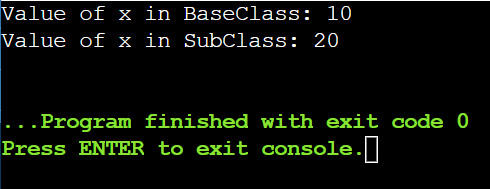 Value of x in BaseClass: 10
Value of x in SubClass: 20
...Program finished with exit code 0
Press ENTER to exit console.